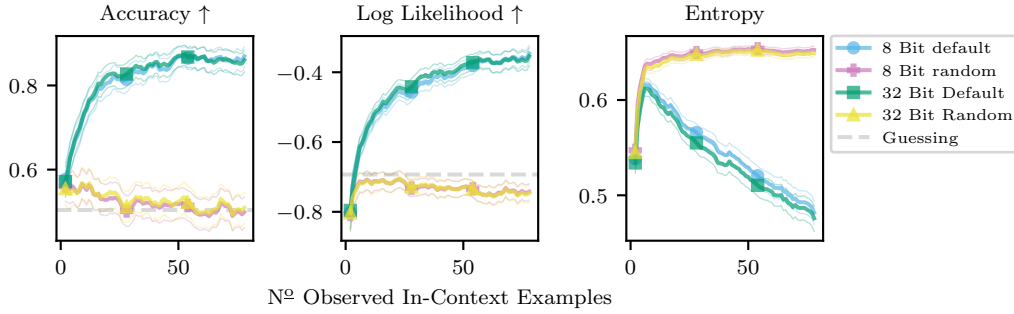 Accuracy ↑
Log Likelihood ↑
Entropy
0.8
0.6
0
50
−0.4
−0.6
−0.8
0
50
0.6
0.5
0
50
8 Bit default
8 Bit random
32 Bit Default
32 Bit Random
Guessing
Nº Observed In-Context Examples